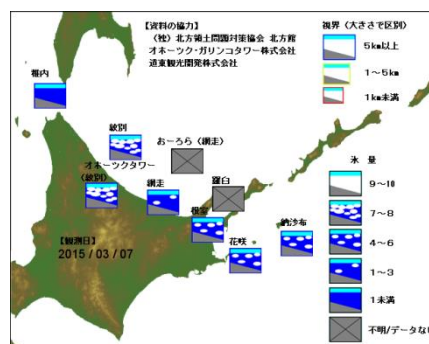 【資料の協力】
(社) 北方領土問題対策協会 北方館
オホーツク・ガリンコタワー株式会社
道東観光開発株式会社
視界 (大きさで区別)
5km以上
1～5km
1km未満
稚内
紋別
オホーツクタワー
(紋別)
おーろら (網走)
網走
羅臼
根室
花咲
納沙布
【観測日】
2015 / 03 / 07
氷 量
9～10
7～8
4～6
1～3
1未満
不明/データなし